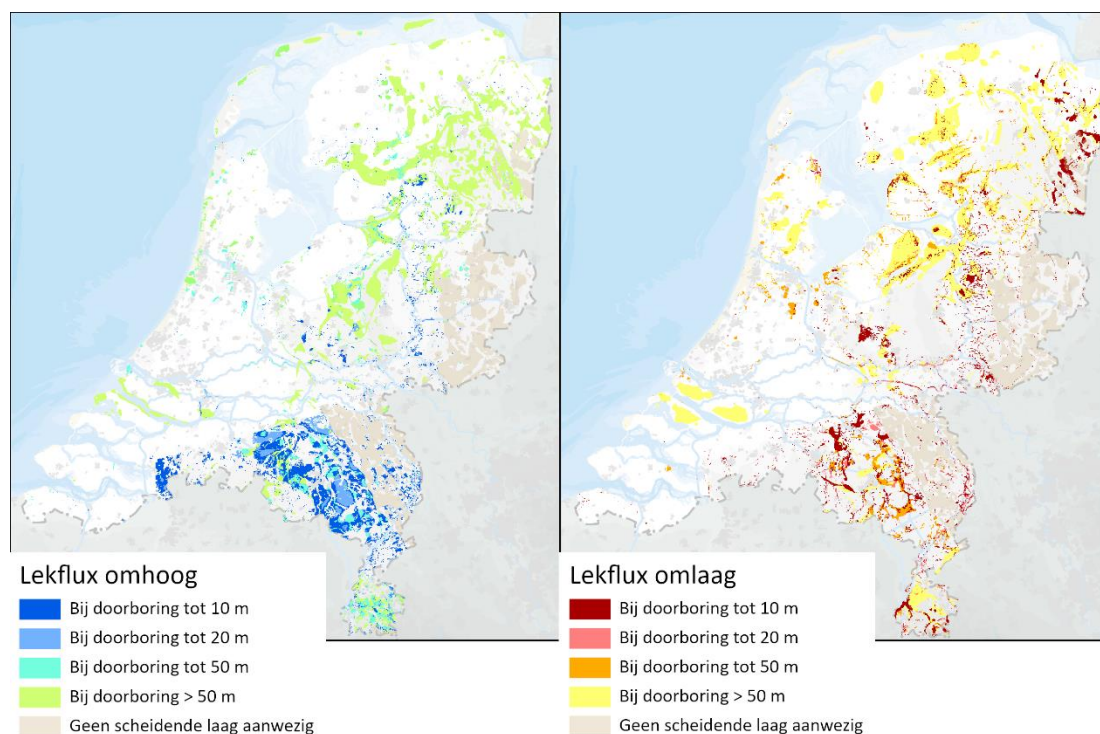 Lekflux omhoog
Bij doorboring tot 10 m
Bij doorboring tot 20 m
Bij doorboring tot 50 m
Bij doorboring > 50 m
Geen scheidende laag aanwezig
Lekflux omlaag
Bij doorboring tot 10 m
Bij doorboring tot 20 m
Bij doorboring tot 50 m
Bij doorboring > 50 m
Geen scheidende laag aanwezig